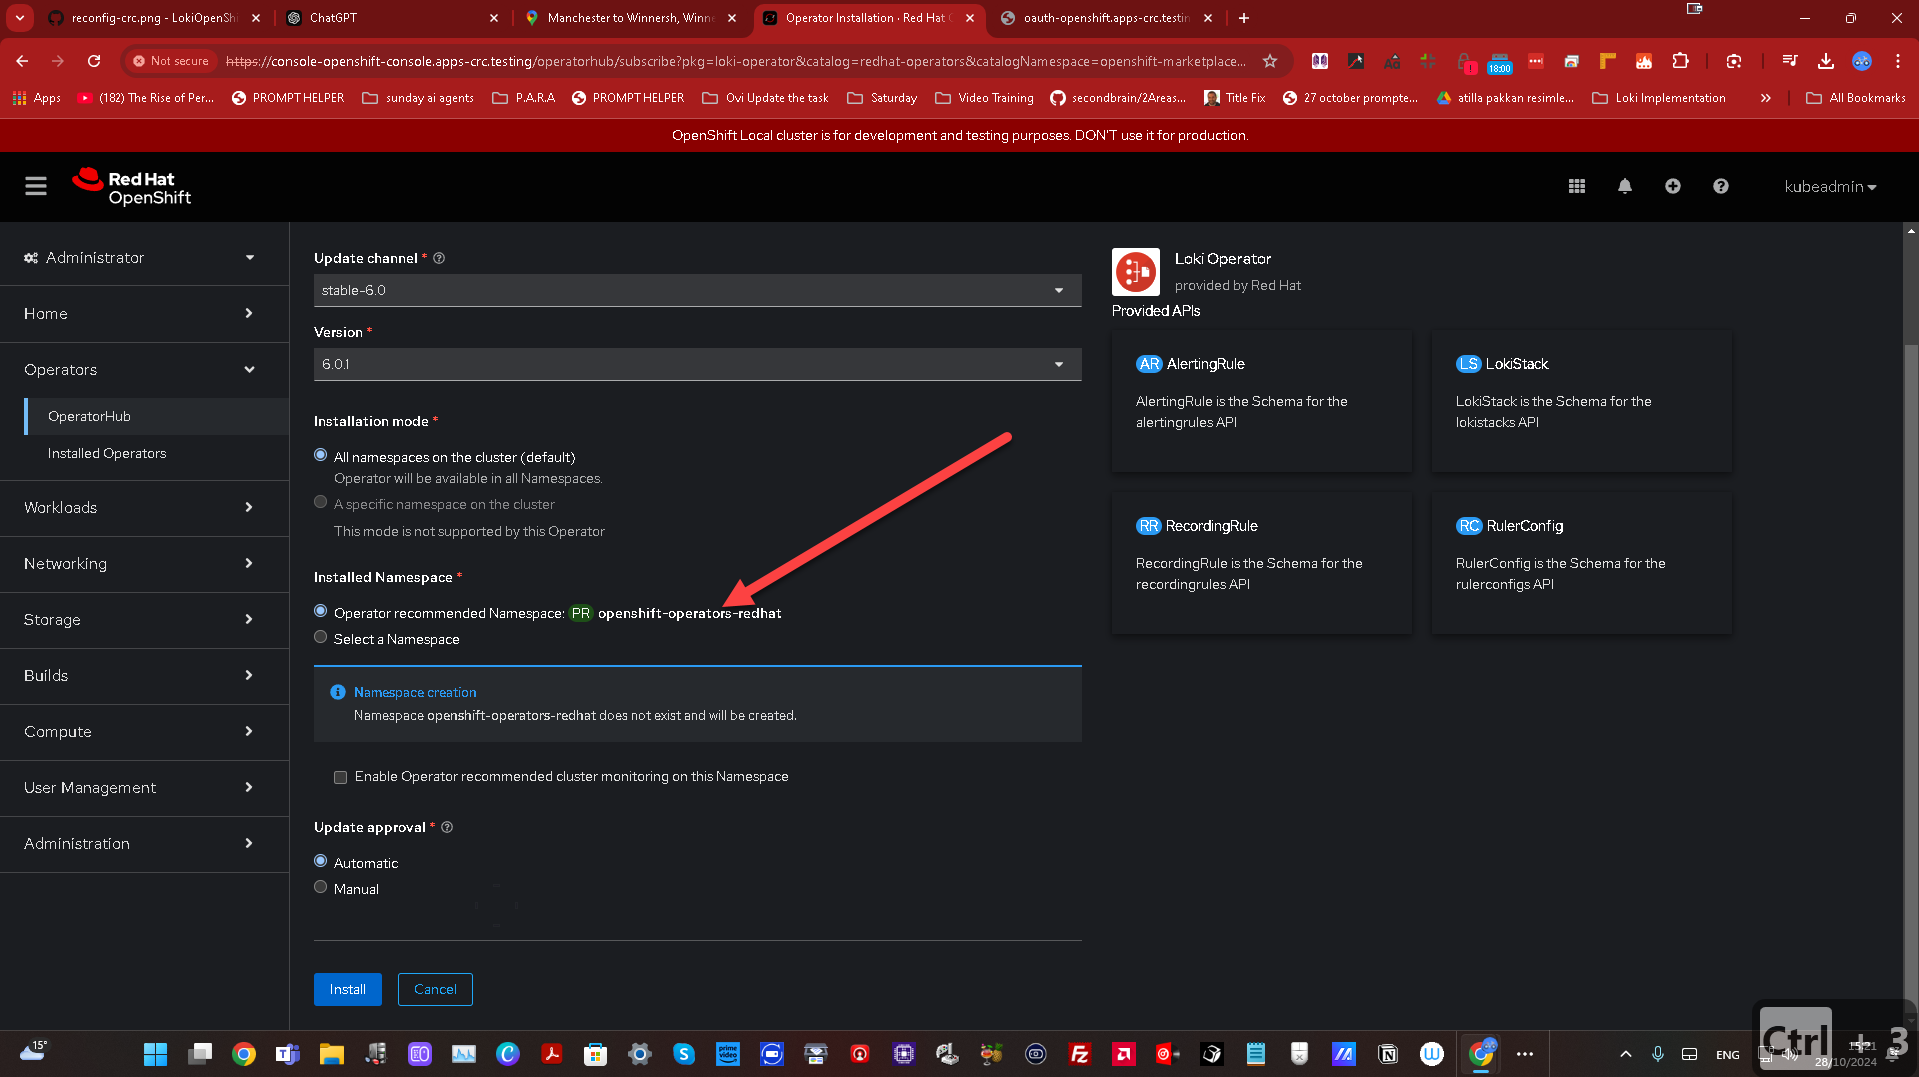 reconfig-crc.png - LokiOpenSh
ChatGPT
Manchester to Winnersh, Winne
Operator Installation · Red Hat
oauth-openshift.apps-crc.testin
Not secure
https://console-openshift-console.apps-crc.testing/operatorhub/subscribe?pkg=loki-operator&catalog=redhat-operators&catalogNamespace=openshift-marketplace...
18:00
Apps
(182) The Rise of Per...
PROMPT HELPER
sunday ai agents
P.A.R.A
PROMPT HELPER
Ovi Update the task
Saturday
Video Training
secondbrain/2Areas...
Title Fix
27 october prompte...
atilla pakkan resimle...
Loki Implementation
»
All Bookmarks
OpenShift Local cluster is for development and testing purposes. DON'T use it for production.
Red Hat
OpenShift
kubeadmin
Administrator
Home
Operators
OperatorHub
Installed Operators
Workloads
Networking
Storage
Builds
Compute
User Management
Administration
Update channel *
stable-6.0
Version *
6.0.1
Installation mode *
All namespaces on the cluster (default)
Operator will be available in all Namespaces.
A specific namespace on the cluster
This mode is not supported by this Operator
Installed Namespace *
Operator recommended Namespace: PR openshift-operators-redhat
Select a Namespace
Namespace creation
Namespace openshift-operators-redhat does not exist and will be created.
Enable Operator recommended cluster monitoring on this Namespace
Update approval *
Automatic
Manual
Install
Cancel
Loki Operator
provided by Red Hat
Provided APIs
AR AlertingRule
AlertingRule is the Schema for the
alertingrules API
LS LokiStack
LokiStack is the Schema for the
lokistacks API
RR RecordingRule
RecordingRule is the Schema for the
recordingrules API
RC RulerConfig
RulerConfig is the Schema for the
rulerconfigs API
15°
ENG
Ctrl + 3
15:21
28/10/2024